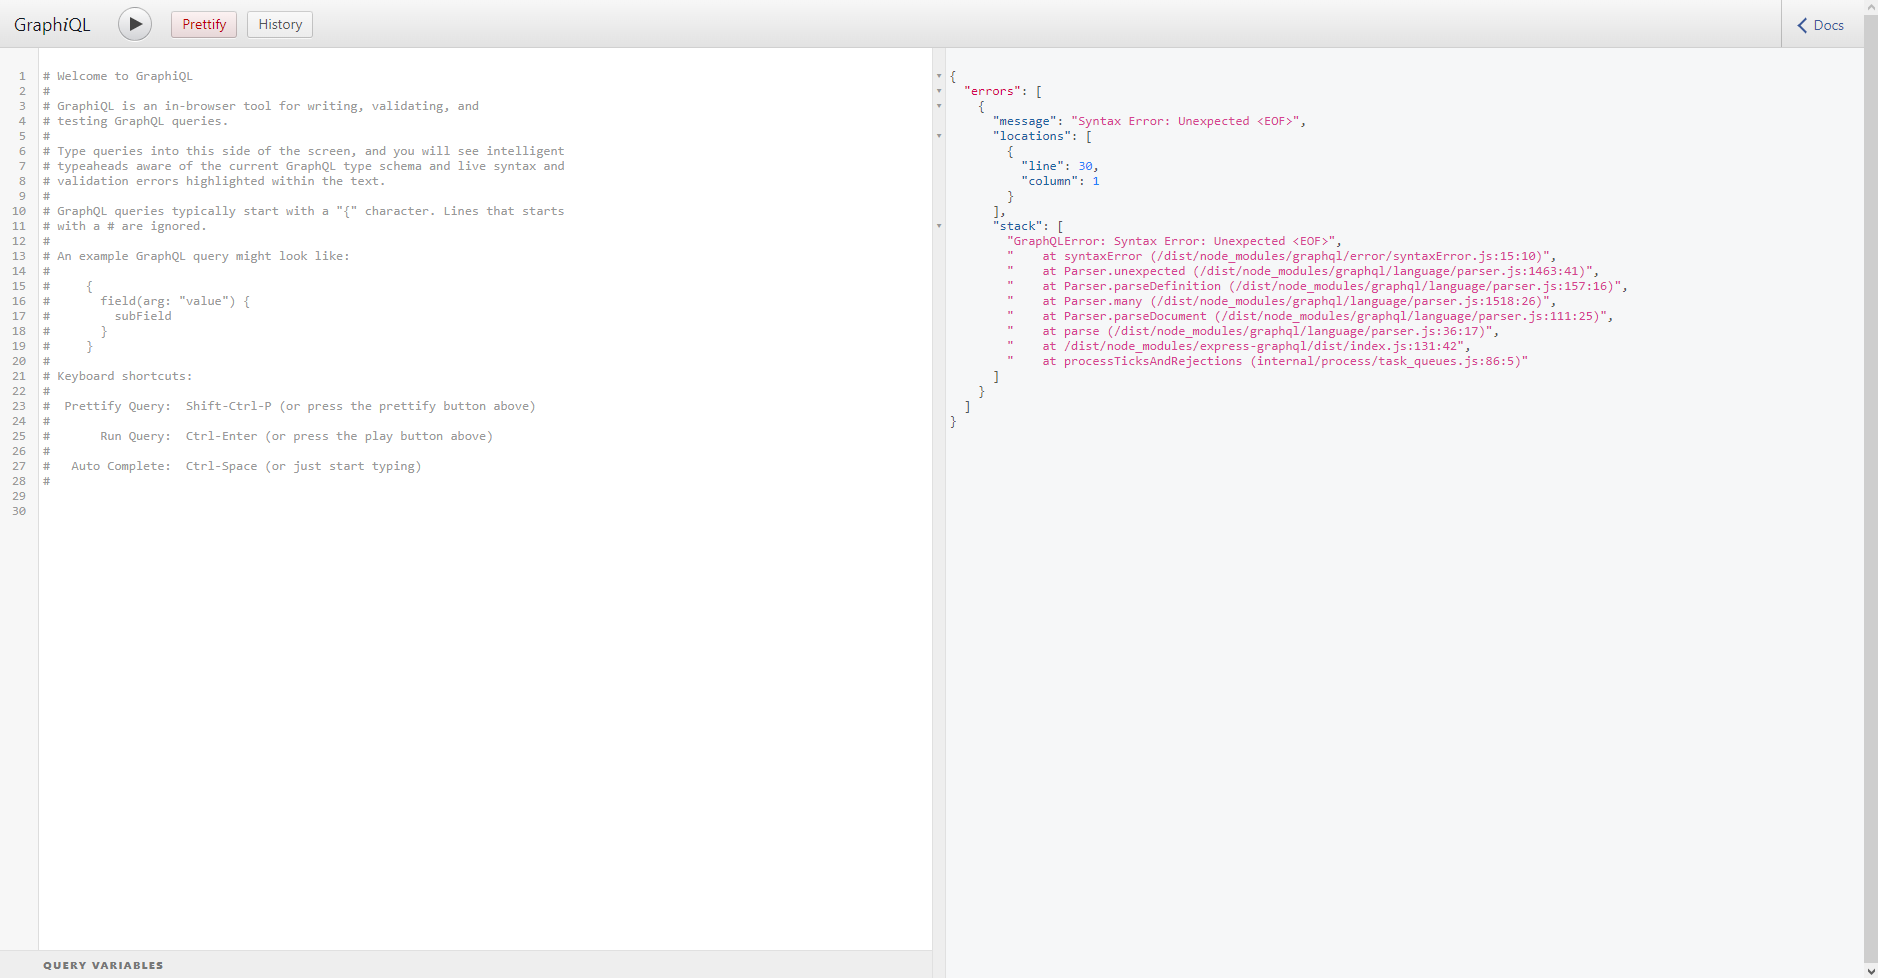 GraphiQL
Prettify
History
Docs
1 # Welcome to GraphiQL
2 #
3 # GraphiQL is an in-browser tool for writing, validating, and
4 # testing GraphQL queries.
5 #
6 # Type queries into this side of the screen, and you will see intelligent
7 # typeaheads aware of the current GraphQL type schema and live syntax and
8 # validation errors highlighted within the text.
9 #
10 # GraphQL queries typically start with a "{" character. Lines that starts
11 # with a # are ignored.
12 #
13 # An example GraphQL query might look like:
14 #
15 #     {
16 #       field(arg: "value") {
17 #         subField
18 #       }
19 #     }
20 #
21 # Keyboard shortcuts:
22 #
23 #  Prettify Query:  Shift-Ctrl-P (or press the prettify button above)
24 #
25 #       Run Query:  Ctrl-Enter (or press the play button above)
26 #
27 #   Auto Complete:  Ctrl-Space (or just start typing)
28 #
29
30
QUERY VARIABLES
{
  "errors": [
    {
      "message": "Syntax Error: Unexpected <EOF>",
      "locations": [
        {
          "line": 30,
          "column": 1
        }
      ],
      "stack": [
        "GraphQLError: Syntax Error: Unexpected <EOF>",
        "    at syntaxError (/dist/node_modules/graphql/error/syntaxError.js:15:10)",
        "    at Parser.unexpected (/dist/node_modules/graphql/language/parser.js:1463:41)",
        "    at Parser.parseDefinition (/dist/node_modules/graphql/language/parser.js:157:16)",
        "    at Parser.many (/dist/node_modules/graphql/language/parser.js:1518:26)",
        "    at Parser.parseDocument (/dist/node_modules/graphql/language/parser.js:111:25)",
        "    at parse (/dist/node_modules/graphql/language/parser.js:36:17)",
        "    at /dist/node_modules/express-graphql/dist/index.js:131:42",
        "    at processTicksAndRejections (internal/process/task_queues.js:86:5)"
      ]
    }
  ]
}